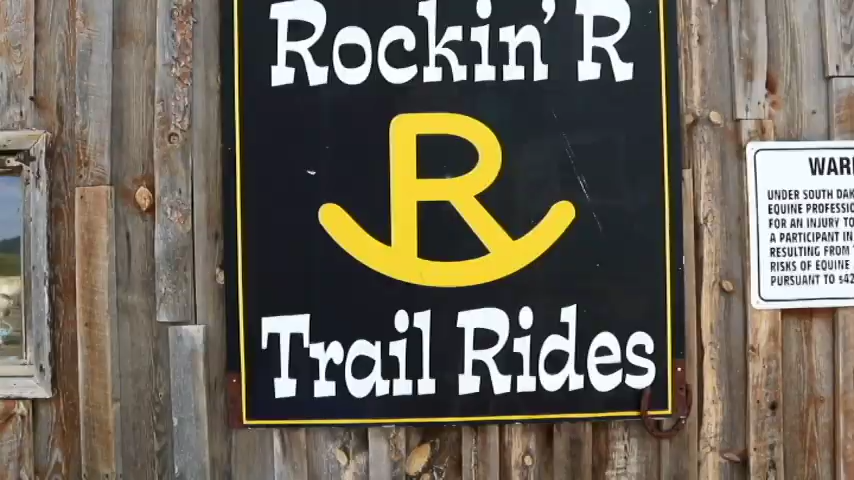 Rockin' R
R
Trail Rides
WAR
UNDER SOUTH DAK
EQUINE PROFESSIO
FOR AN INJURY TO
A PARTICIPANT IN
RESULTING FROM
RISKS OF EQUINE
PURSUANT TO §42